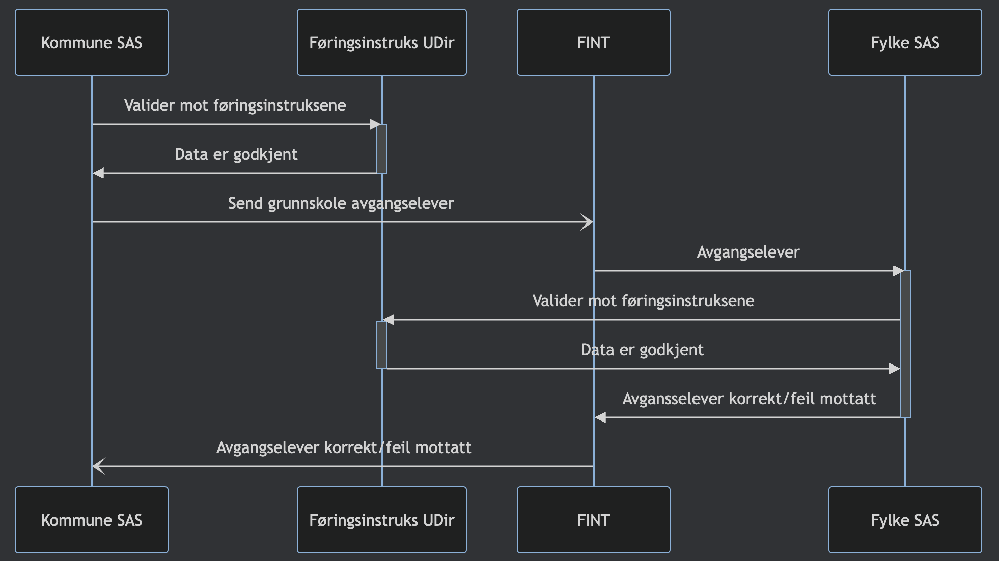 Kommune SAS
Føringsinstruks UDir
FINT
Fylke SAS
Valider mot føringsinstruksene
Data er godkjent
Send grunnskole avgangselever
Avgangselever
Valider mot føringsinstruksene
Data er godkjent
Avgansselever korrekt/feil mottatt
Avgangselever korrekt/feil mottatt
Kommune SAS
Føringsinstruks UDir
FINT
Fylke SAS